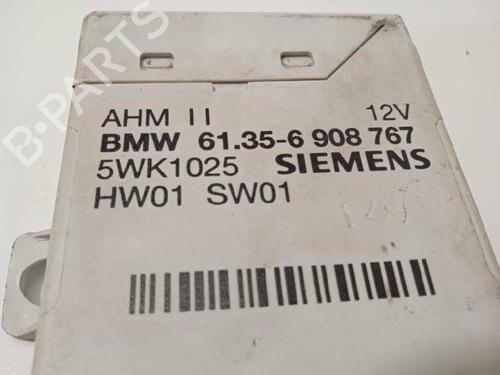 B-PARTS
AHM II 12V
BMW 61.35-6 908 767
5WK1025 SIEMENS
HW01 SW01